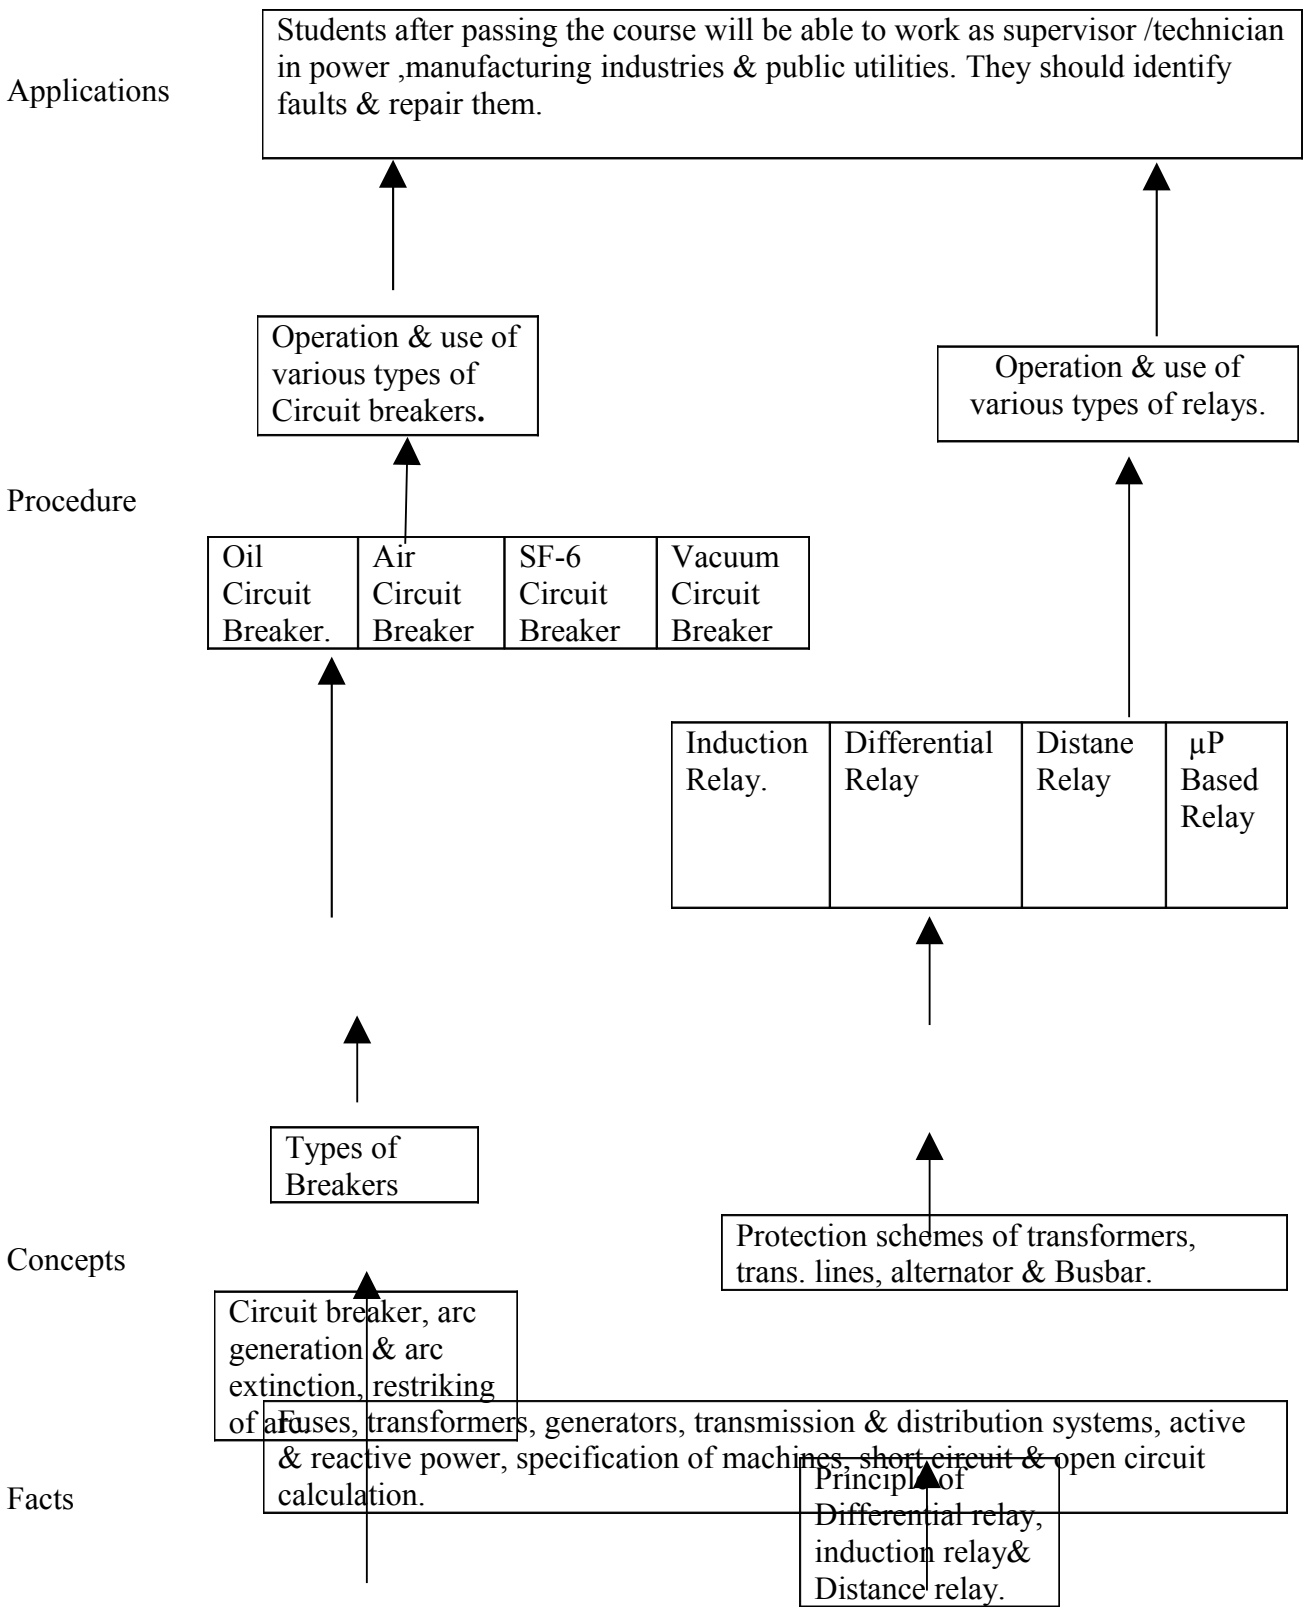 Students after passing the course will be able to work as supervisor /technician
in power ,manufacturing industries & public utilities. They should identify
faults & repair them.
Applications
Operation & use of
various types of
Circuit breakers.
Operation & use of
various types of relays.
Procedure
Oil
Circuit
Breaker.
Air
Circuit
Breaker
SF-6
Circuit
Breaker
Vacuum
Circuit
Breaker
Induction
Relay.
Differential
Relay
Distane
Relay
µP
Based
Relay
Types of
Breakers
Protection schemes of transformers,
trans. lines, alternator & Busbar.
Concepts
Circuit breaker, arc
generation & arc
extinction, restriking
of arc.
Fuses, transformers, generators, transmission & distribution systems, active
& reactive power, specification of machines, short circuit & open circuit
calculation.
Facts
Principle of
Differential relay,
induction relay&
Distance relay.